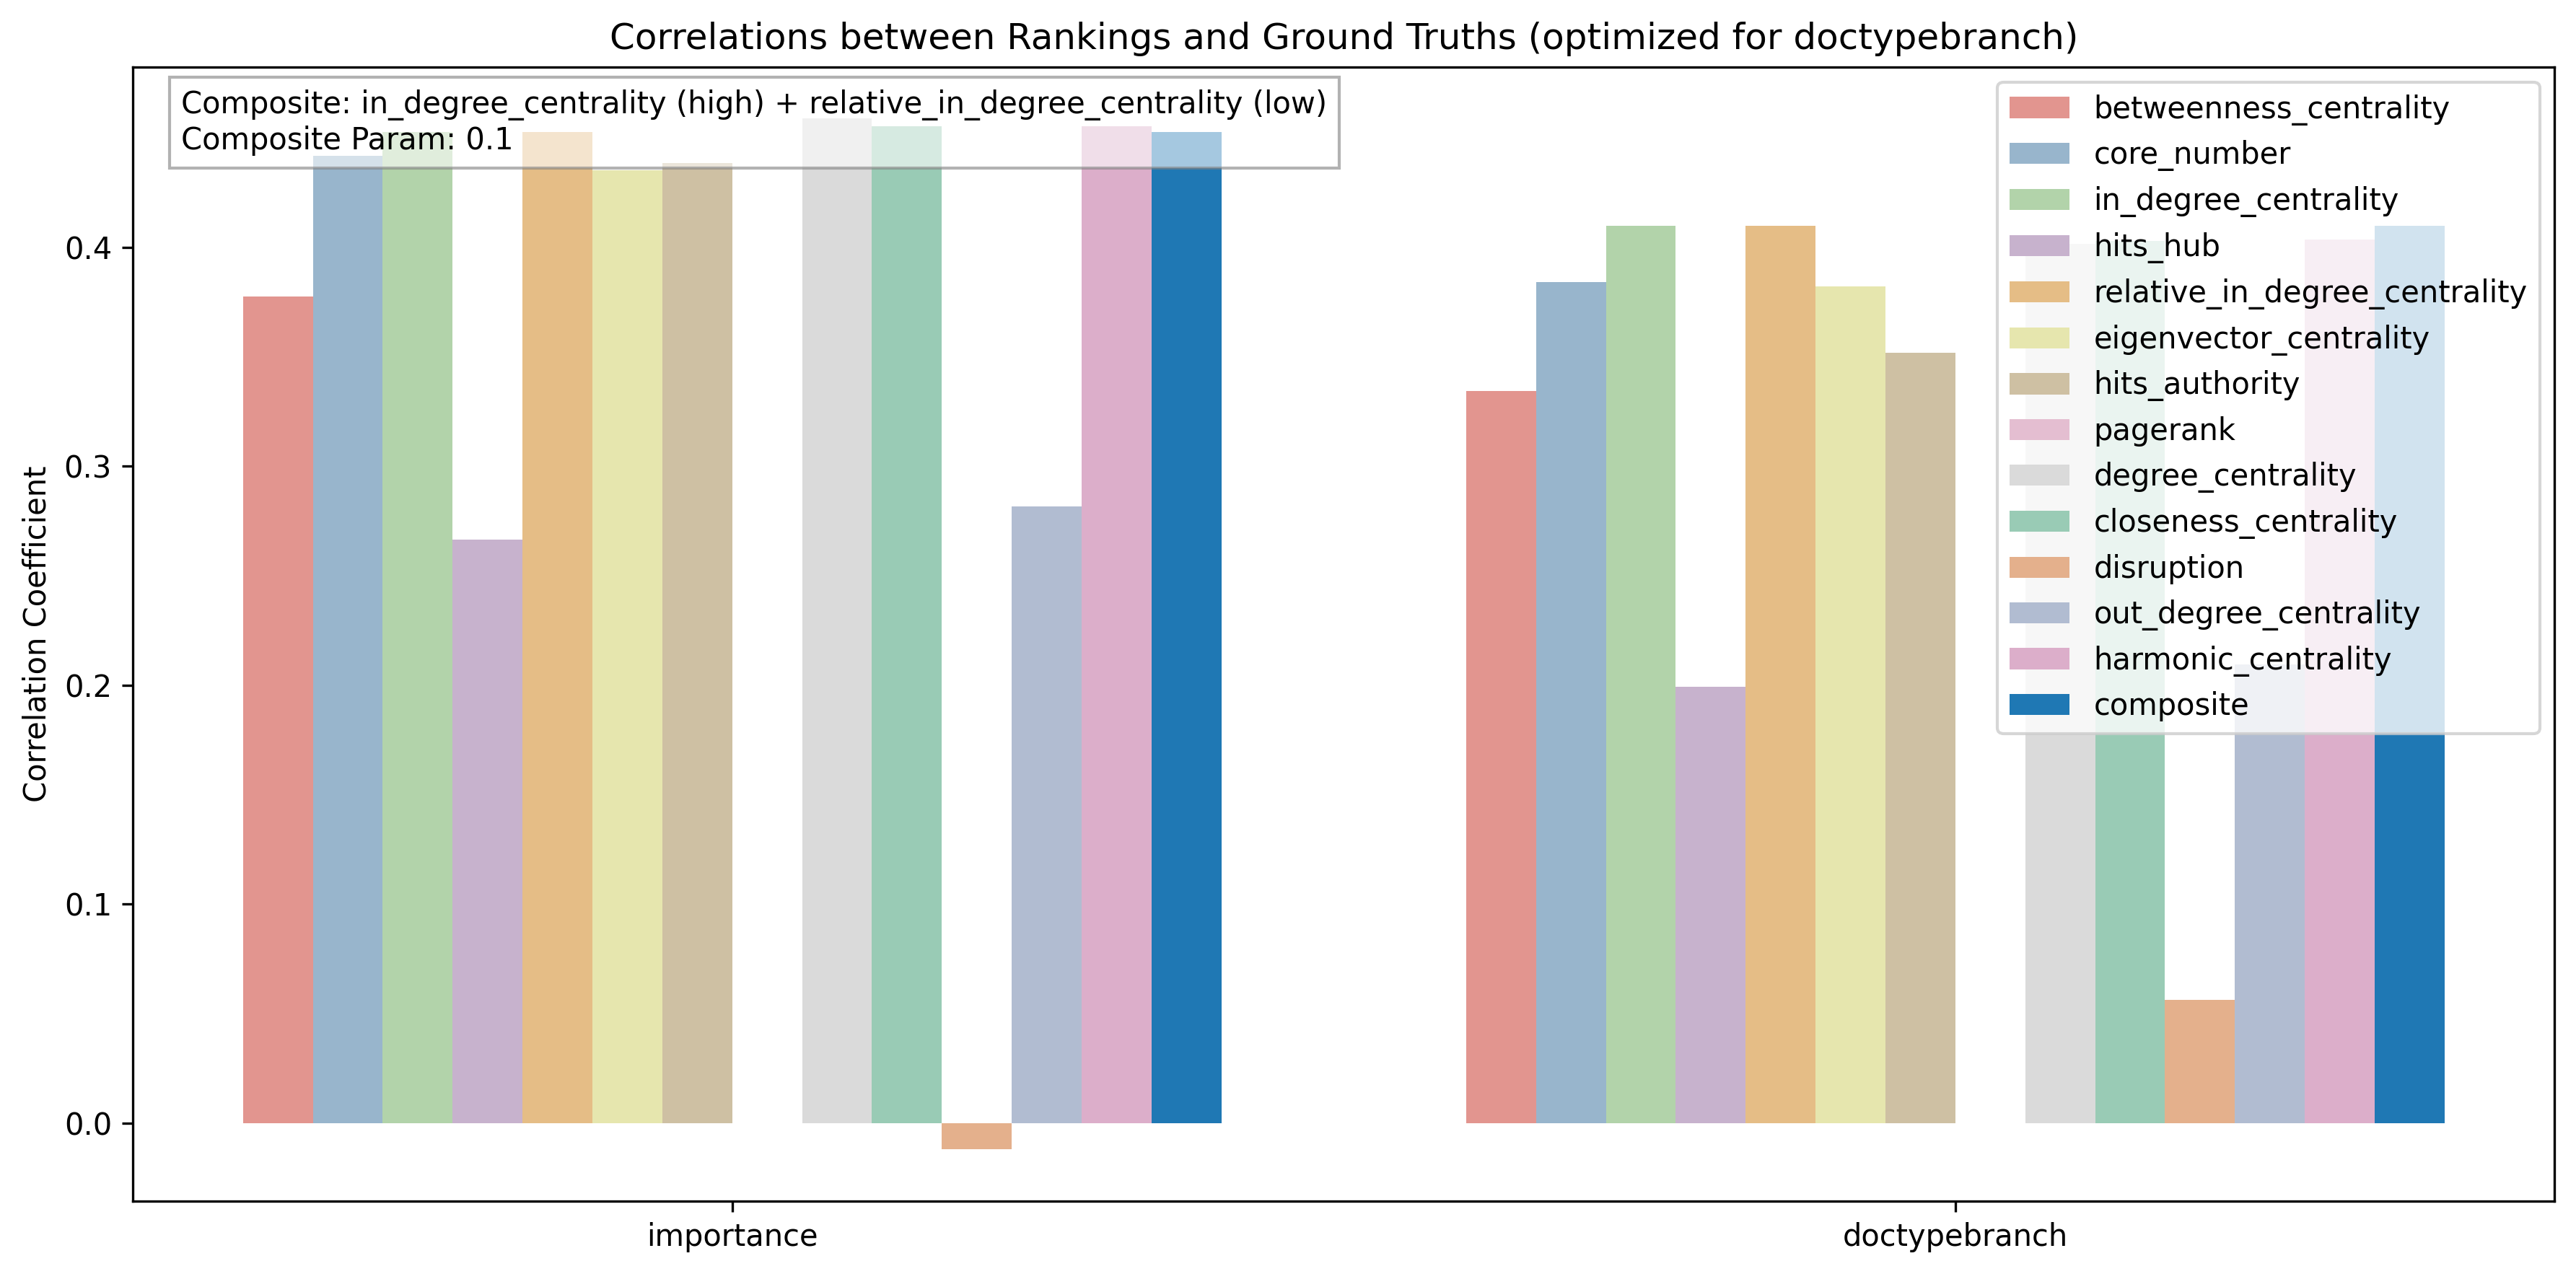 Correlations between Rankings and Ground Truths (optimized for doctypebranch)
Composite: in_degree_centrality (high) + relative_in_degree_centrality (low)
Composite Param: 0.1
betweenness_centrality
core_number
in_degree_centrality
hits_hub
relative_in_degree_centrality
eigenvector_centrality
hits_authority
pagerank
degree_centrality
closeness_centrality
disruption
out_degree_centrality
harmonic_centrality
composite
Correlation Coefficient
0.4
0.3
0.2
0.1
0.0
importance
doctypebranch